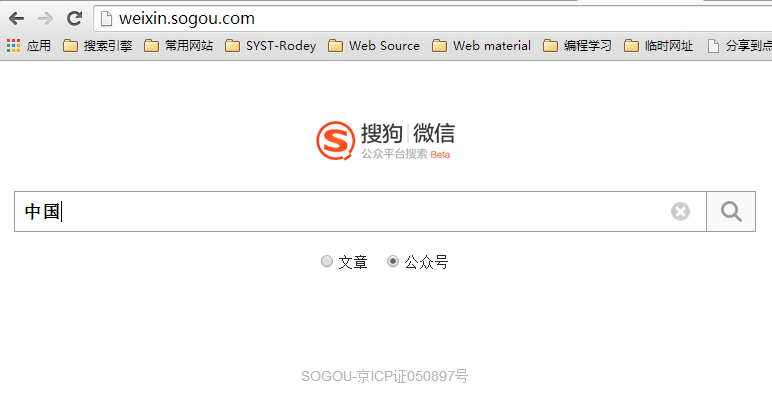 weixin.sogou.com
应用 搜索引擎 常用网站 SYST-Rodey Web Source Web material 编程学习 临时网址 分享到点
搜狗 微信
公众平台搜索 Beta
中国
文章 公众号
SOGOU-京ICP证050897号